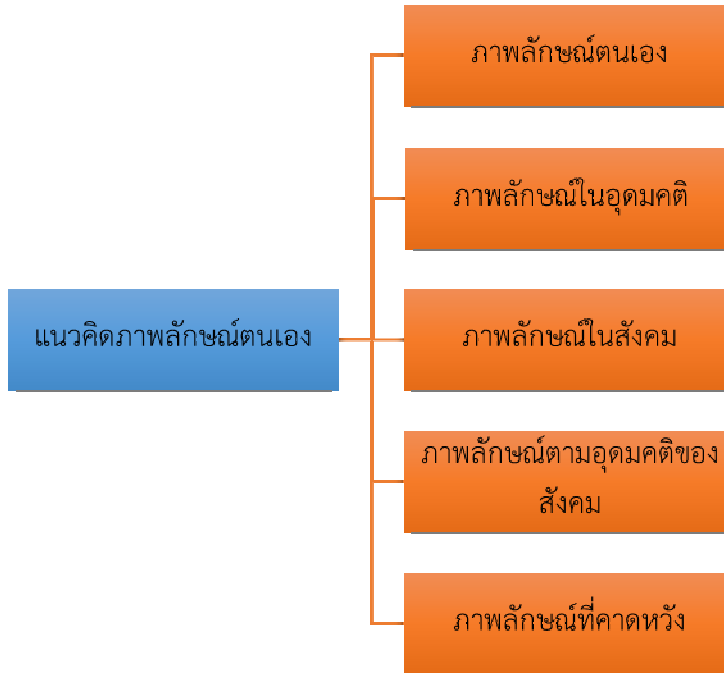 ภาพลักษณ์ตนเอง
ภาพลักษณ์ในอุดมคติ
แนวคิดภาพลักษณ์ตนเอง
ภาพลักษณ์ในสังคม
ภาพลักษณ์ตามอุดมคติของ
สังคม
ภาพลักษณ์ที่คาดหวัง